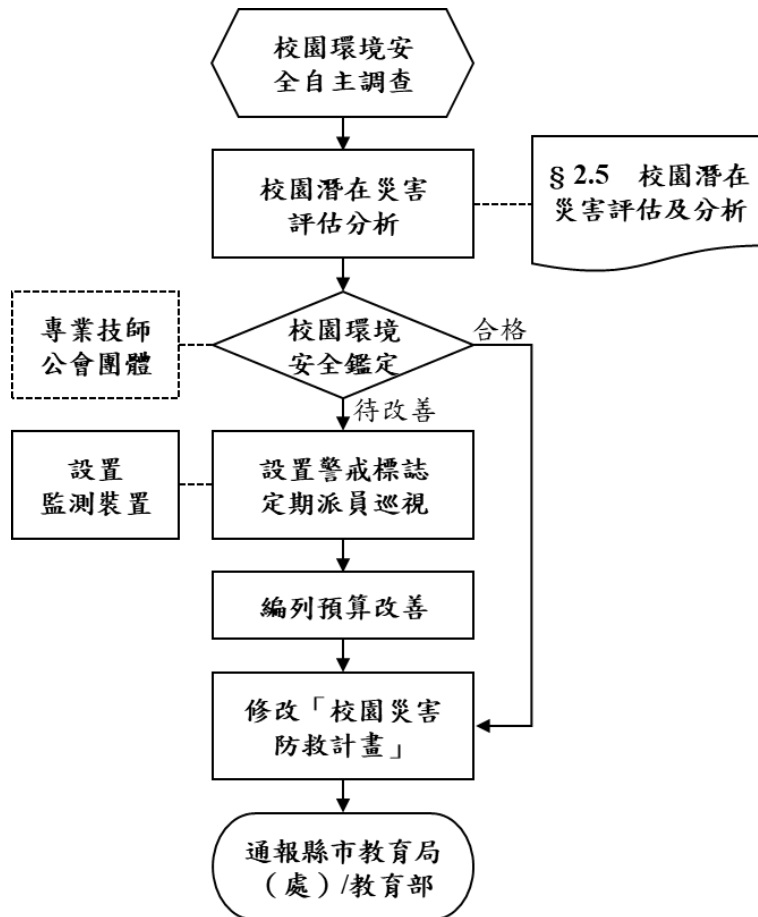 校園環境安
全自主調查
校園潛在災害
評估分析
§ 2.5 校園潛在
災害評估及分析
專業技師
公會團體
校園環境
安全鑑定
合格
待改善
設置
監測裝置
設置警戒標誌
定期派員巡視
編列預算改善
修改「校園災害
防救計畫」
通報縣市教育局
（處）/教育部